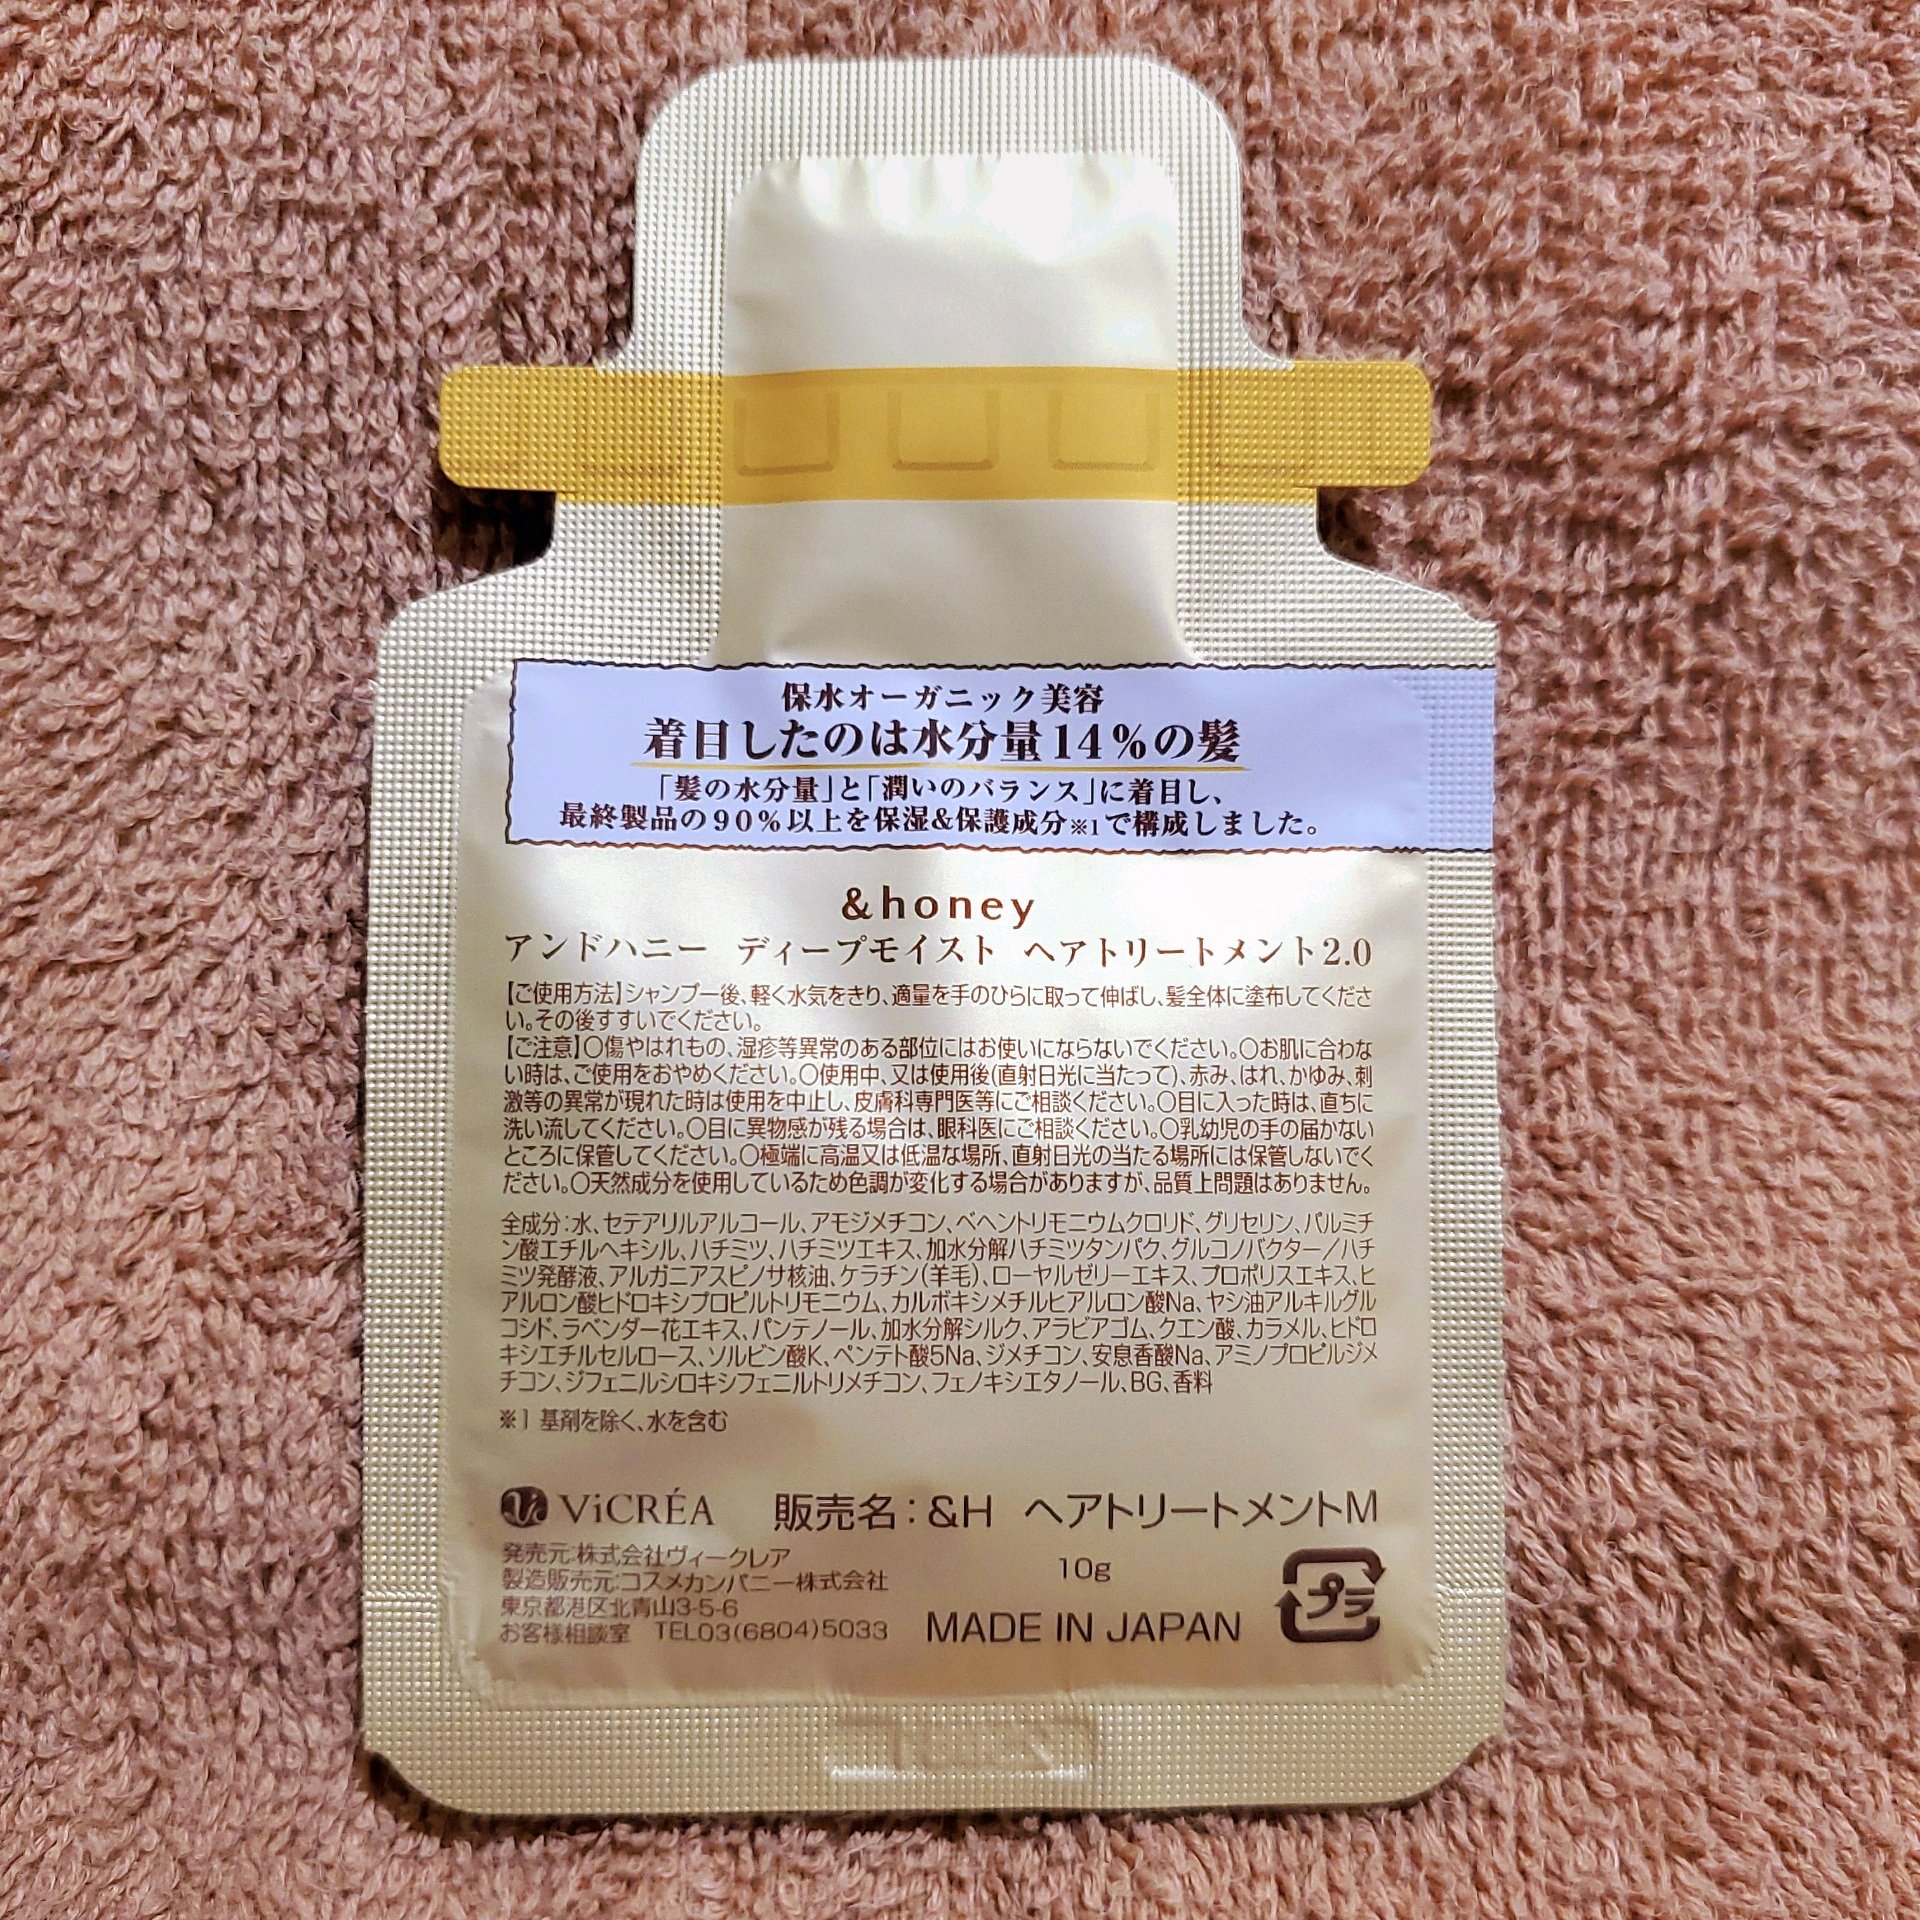 保水オーガニック美容
着目したのは水分量14%の髪
「髪の水分量」と「潤いのバランス」に着目し、
最終製品の90%以上を保湿&保護成分※1で構成しました。
&honey
アンドハニー ディープモイスト ヘアトリートメント2.0
【ご使用方法】シャンプー後、軽く水気をきり、適量を手のひらに取って伸ばし、髪全体に塗布してくださ
い。その後すすいでください。
【ご注意】〇傷やはれもの、湿疹等異常のある部位にはお使いにならないでください。〇お肌に合わな
い時は、ご使用をおやめください。〇使用中、又は使用後(直射日光に当たって)、赤み、はれ、かゆみ、刺
激等の異常が現れた時は使用を中止し、皮膚科専門医等にご相談ください。〇目に入った時は、直ちに
洗い流してください。〇目に異物感が残る場合は、眼科医にご相談ください。〇乳幼児の手の届かない
ところに保管してください。〇極端に高温又は低温な場所、直射日光の当たる場所には保管しないでく
ださい。〇天然成分を使用しているため色調が変化する場合がありますが、品質上問題はありません。
全成分:水、セテアリルアルコール、アモジメチコン、ベヘントリモニウムクロリド、グリセリン、パルミチ
ン酸エチルヘキシル、ハチミツ、ハチミツエキス、加水分解ハチミツタンパク、グルコノバクター/ハチ
ミツ発酵液、アルガニアスピノサ核油、ケラチン(羊毛)、ローヤルゼリーエキス、プロポリスエキス、ヒ
アルロン酸ヒドロキシプロピルトリモニウム、カルボキシメチルヒアルロン酸Na、ヤシ油アルキルグル
コシド、ラベンダー花エキス、パンテノール、加水分解シルク、アラビアゴム、クエン酸、カラメル、ヒドロ
キシエチルセルロース、ソルビン酸K、ペンテト酸5Na、ジメチコン、安息香酸Na、アミノプロピルジメ
チコン、ジフェニルシロキシフェニルトリメチコン、フェノキシエタノール、BG、香料
※1 基剤を除く、水を含む
ViCRÉA 販売名:&H ヘアトリートメントM
発売元:株式会社ヴィークレア
製造販売元:コスメカンパニー株式会社
東京都港区北青山3-5-6
お客様相談室 TEL03(6804)5033
10g
MADE IN JAPAN
プラ